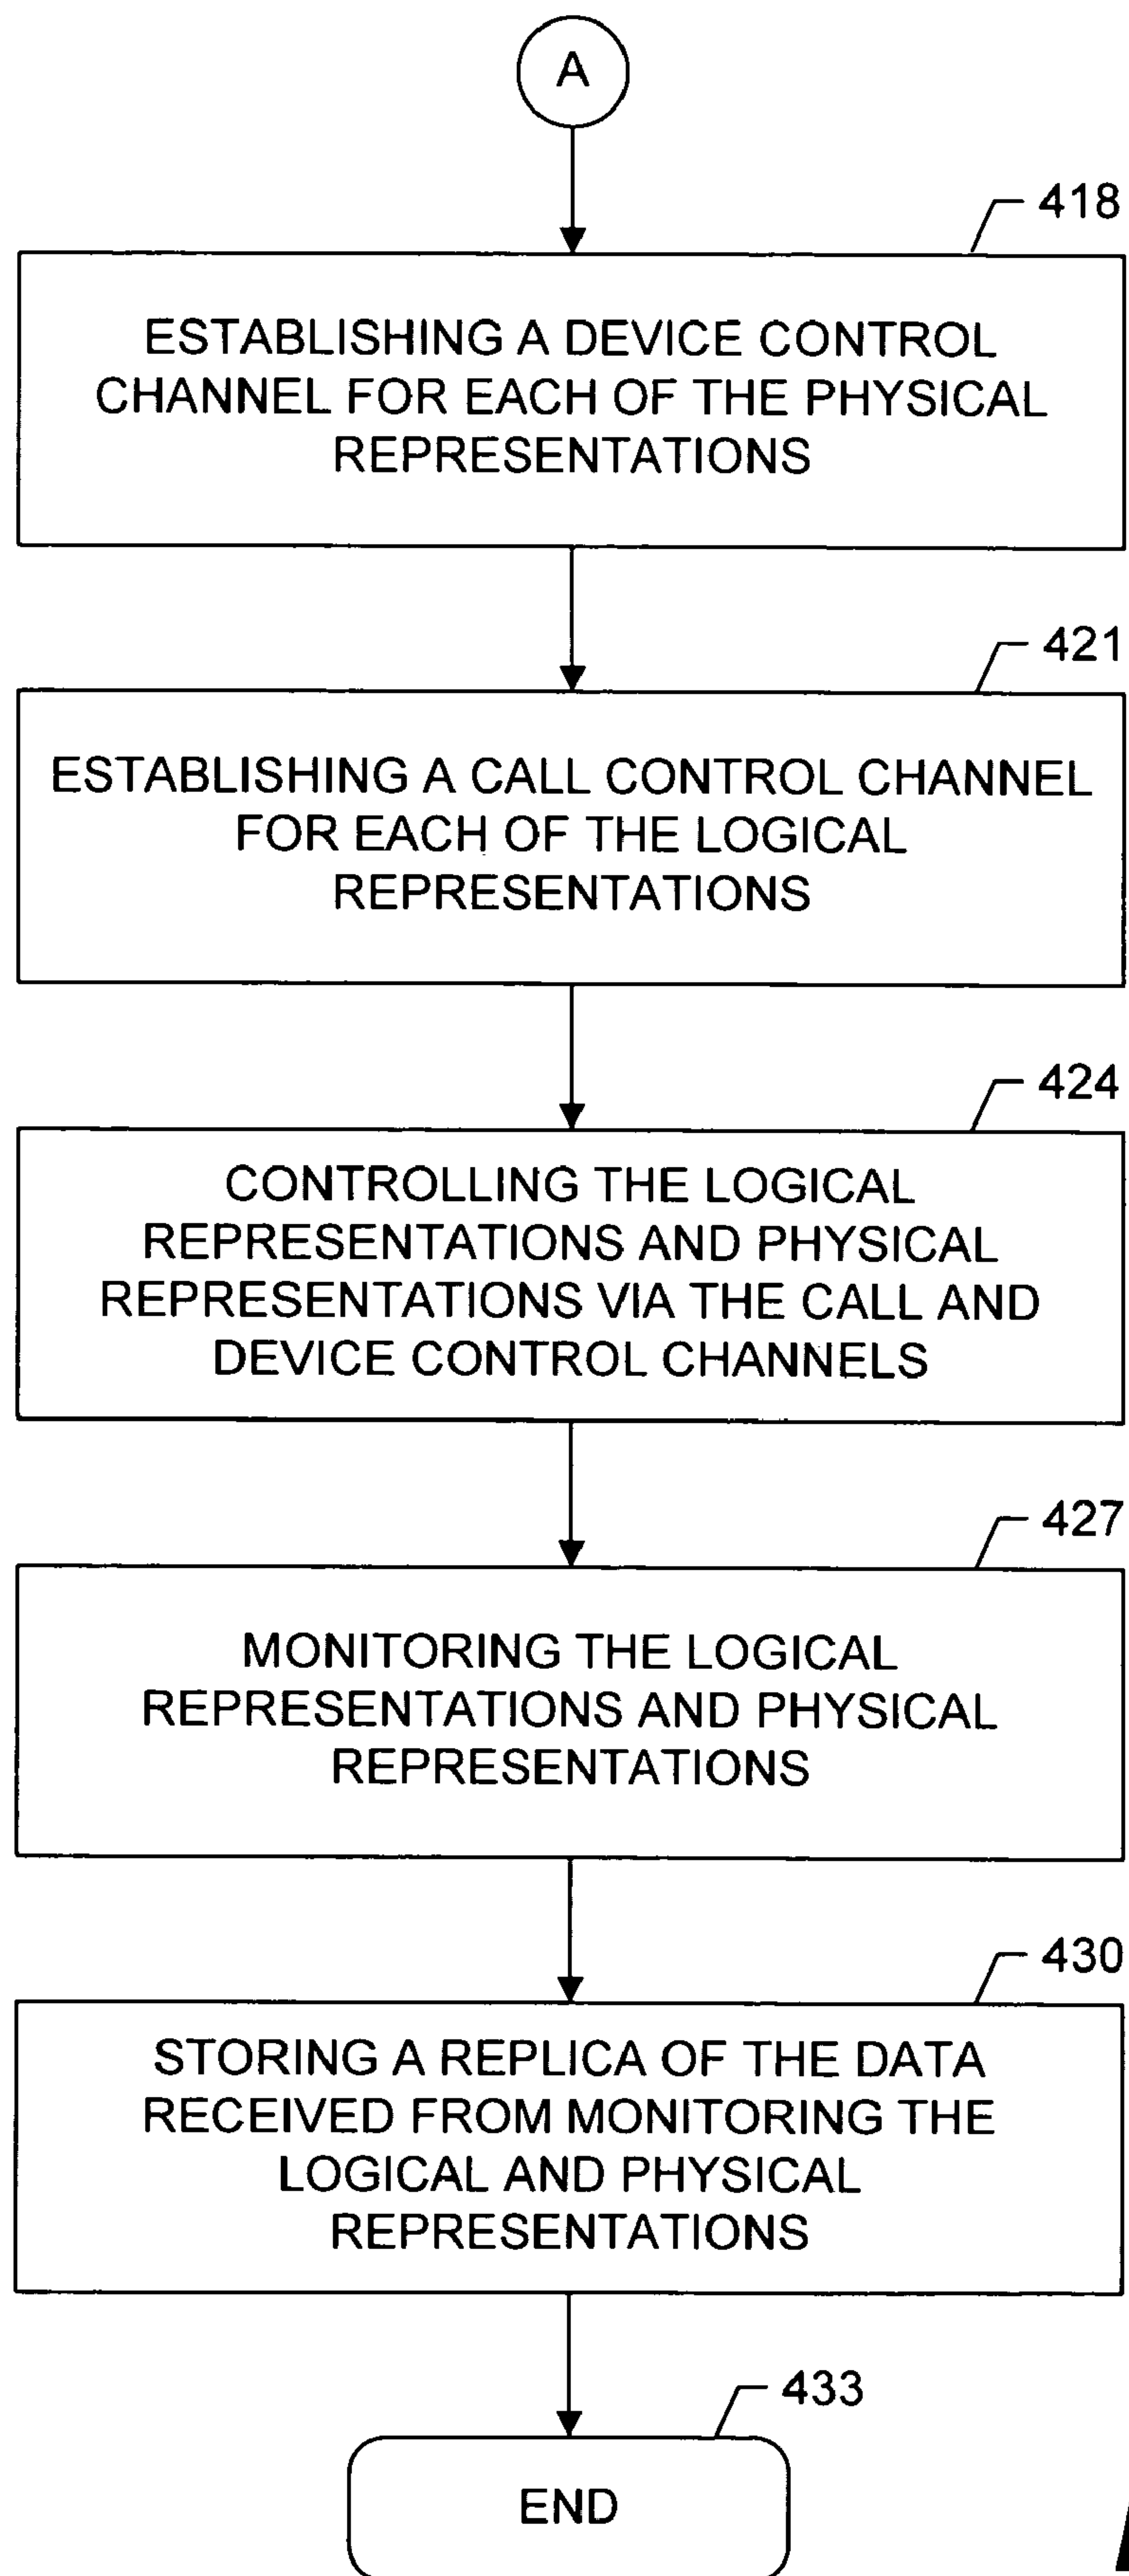 A
418
ESTABLISHING A DEVICE CONTROL
CHANNEL FOR EACH OF THE PHYSICAL
REPRESENTATIONS
421
ESTABLISHING A CALL CONTROL CHANNEL
FOR EACH OF THE LOGICAL
REPRESENTATIONS
424
CONTROLLING THE LOGICAL
REPRESENTATIONS AND PHYSICAL
REPRESENTATIONS VIA THE CALL AND
DEVICE CONTROL CHANNELS
427
MONITORING THE LOGICAL
REPRESENTATIONS AND PHYSICAL
REPRESENTATIONS
430
STORING A REPLICA OF THE DATA
RECEIVED FROM MONITORING THE
LOGICAL AND PHYSICAL
REPRESENTATIONS
433
END